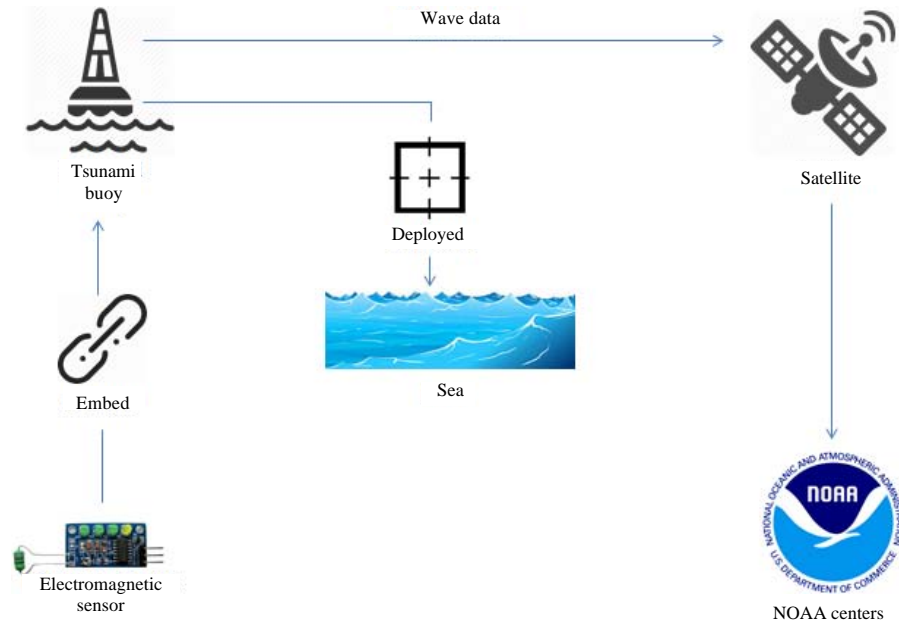 Wave data
Tsunami
buoy
Satellite
Deployed
Embed
Sea
Electromagnetic
sensor
NATIONAL OCEANIC AND ATMOSPHERIC
NOAA
U.S. DEPARTMENT OF COMMERCE
NOAA centers